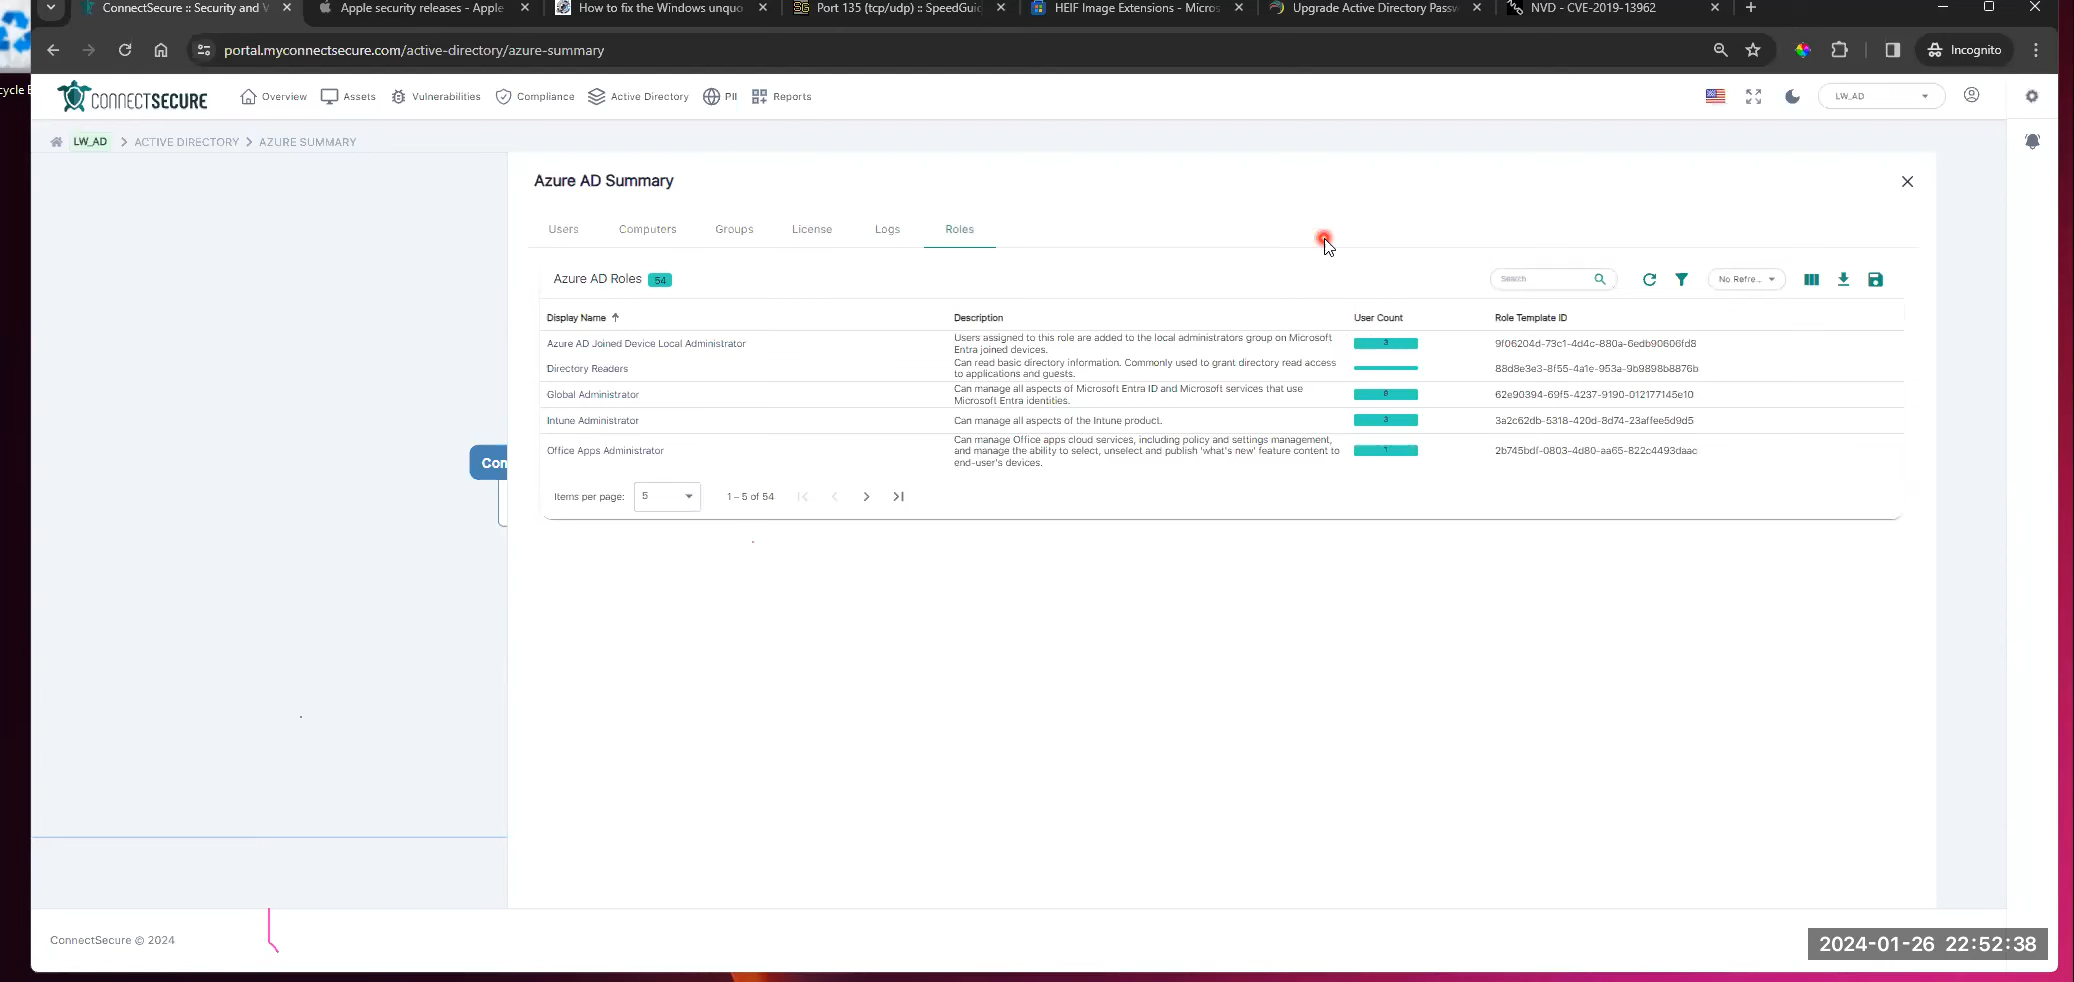 ConnectSecure :: Security and V
Apple security releases - Apple
How to fix the Windows unquo
Port 135 (tcp/udp) :: SpeedGuid
HEIF Image Extensions - Micros
Upgrade Active Directory Passw
NVD - CVE-2019-13962
portal.myconnectsecure.com/active-directory/azure-summary
Incognito
CONNECTSECURE
Overview
Assets
Vulnerabilities
Compliance
Active Directory
PII
Reports
LW_AD
LW_AD
ACTIVE DIRECTORY
AZURE SUMMARY
Azure AD Summary
Users
Computers
Groups
License
Logs
Roles
Azure AD Roles 54
Search
No Refre...
Display Name
Description
User Count
Role Template ID
Azure AD Joined Device Local Administrator
Users assigned to this role are added to the local administrators group on Microsoft
Entra joined devices.
3
9f06204d-73c1-4d4c-880a-6edb90606fd8
Directory Readers
Can read basic directory information. Commonly used to grant directory read access
to applications and guests.
88d8e3e3-8f55-4a1e-953a-9b9898b8876b
Global Administrator
Can manage all aspects of Microsoft Entra ID and Microsoft services that use
Microsoft Entra identities.
62e90394-69f5-4237-9190-012177145e10
Intune Administrator
Can manage all aspects of the Intune product.
3
3a2c62db-5318-420d-8d74-23affee5d9d5
Office Apps Administrator
Can manage Office apps cloud services, including policy and settings management,
and manage the ability to select, unselect and publish 'what's new' feature content to
end-user's devices.
1
2b745bdf-0803-4d80-aa65-822c4493daac
Items per page: 5
1 – 5 of 54
Con
ConnectSecure © 2024
2024-01-26 22:52:38